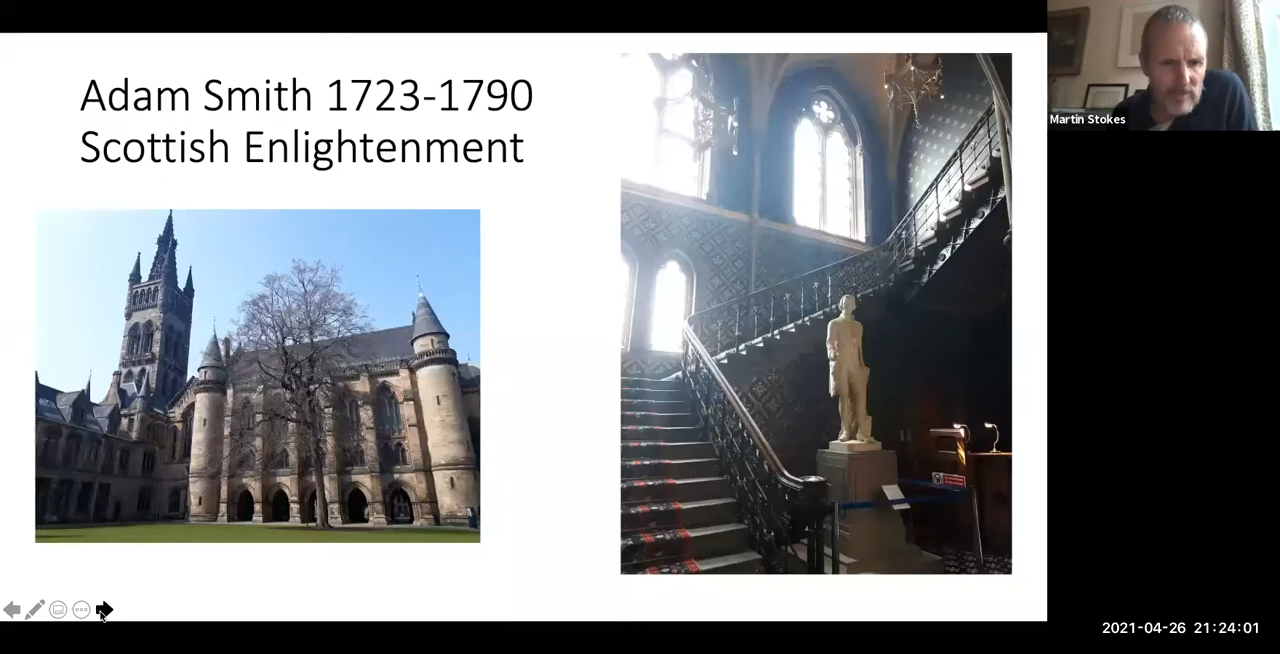 Adam Smith 1723-1790
Scottish Enlightenment
Martin Stokes
2021-04-26 21:24:01